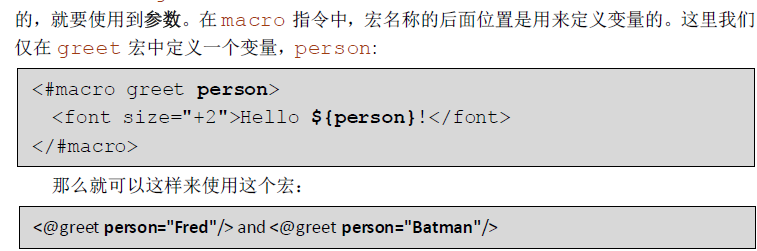 的，就要使用到参数。在 macro 指令中，宏名称的后面位置是用来定义变量的。这里我们
仅在 greet 宏中定义一个变量，person:
<#macro greet person>
<font size="+2">Hello ${person}!</font>
</#macro>
那么就可以这样来使用这个宏：
<@greet person="Fred"/> and <@greet person="Batman"/>